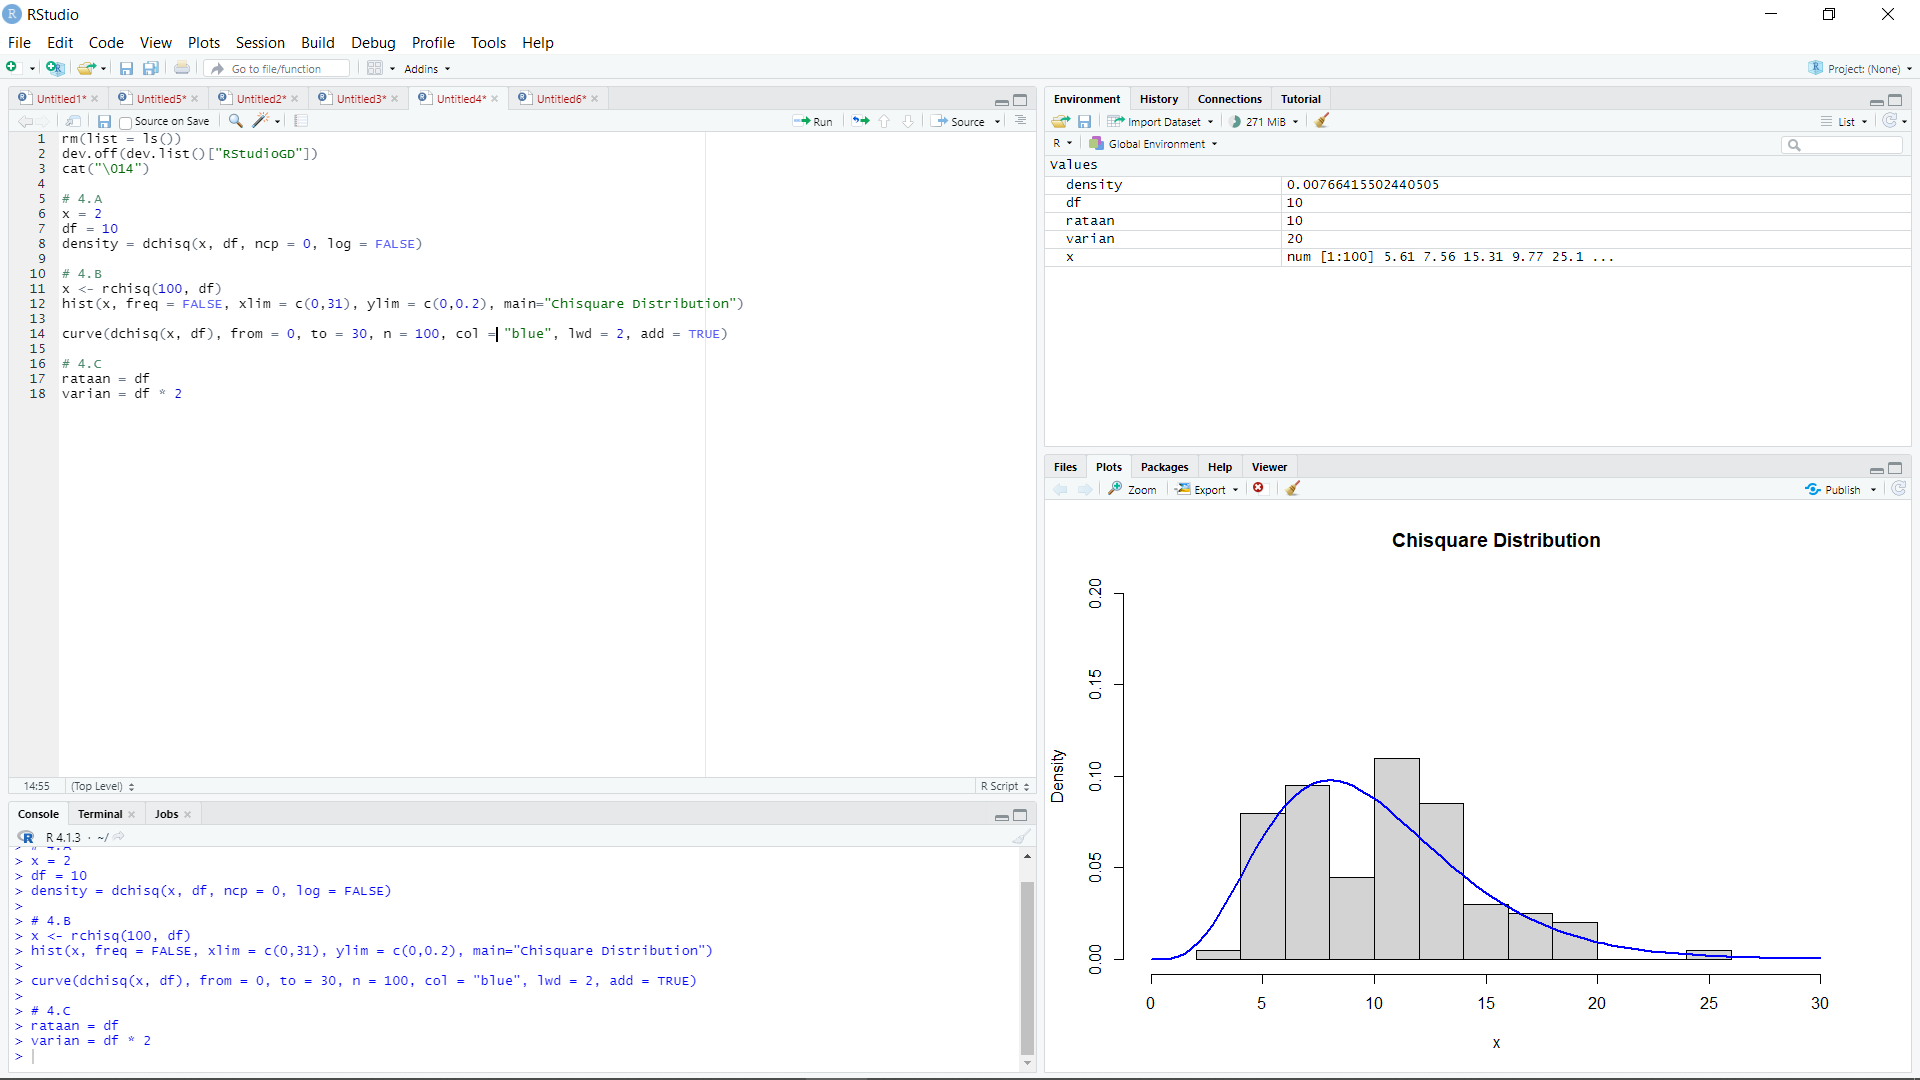 RStudio
File Edit Code View Plots Session Build Debug Profile Tools Help
Go to file/function Addins Project: (None)
Untitled1* Untitled5* Untitled2* Untitled3* Untitled4* Untitled6*
Source on Save Run Source
1 rm(list = ls())
2 dev.off(dev.list()["RStudioGD"])
3 cat("\014")
4
5 # 4.A
6 x = 2
7 df = 10
8 density = dchisq(x, df, ncp = 0, log = FALSE)
9
10 # 4.B
11 x <- rchisq(100, df)
12 hist(x, freq = FALSE, xlim = c(0,31), ylim = c(0,0.2), main="Chisquare Distribution")
13
14 curve(dchisq(x, df), from = 0, to = 30, n = 100, col = "blue", lwd = 2, add = TRUE)
15
16 # 4.C
17 rataan = df
18 varian = df * 2
14:55 (Top Level) R Script
Console Terminal Jobs
R 4.1.3 · ~/
> # 4.A
> x = 2
> df = 10
> density = dchisq(x, df, ncp = 0, log = FALSE)
>
> # 4.B
> x <- rchisq(100, df)
> hist(x, freq = FALSE, xlim = c(0,31), ylim = c(0,0.2), main="Chisquare Distribution")
>
> curve(dchisq(x, df), from = 0, to = 30, n = 100, col = "blue", lwd = 2, add = TRUE)
>
> # 4.C
> rataan = df
> varian = df * 2
>
Environment History Connections Tutorial
Import Dataset 271 MiB List
R Global Environment
Values
density 0.00766415502440505
df 10
rataan 10
varian 20
x num [1:100] 5.61 7.56 15.31 9.77 25.1 ...
Files Plots Packages Help Viewer
Zoom Export Publish
Chisquare Distribution
Density
0.20
0.15
0.10
0.05
0.00
0 5 10 15 20 25 30
x